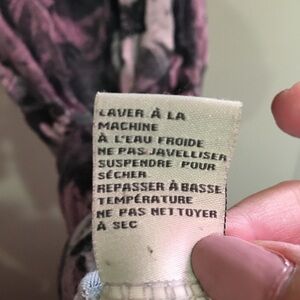 LAVER À LA
MACHINE
À L'EAU FROIDE
NE PAS JAVELLISER
SUSPENDRE POUR
SÉCHER
REPASSER À BASSE
TEMPÉRATURE
NE PAS NETTOYER
À SEC